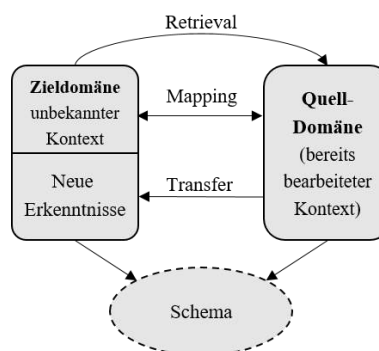 Retrieval
Zieldomäne
unbekannter
Kontext
Mapping
Quell-
Domäne
(bereits
bearbeiteter
Kontext)
Neue
Erkenntnisse
Transfer
Schema